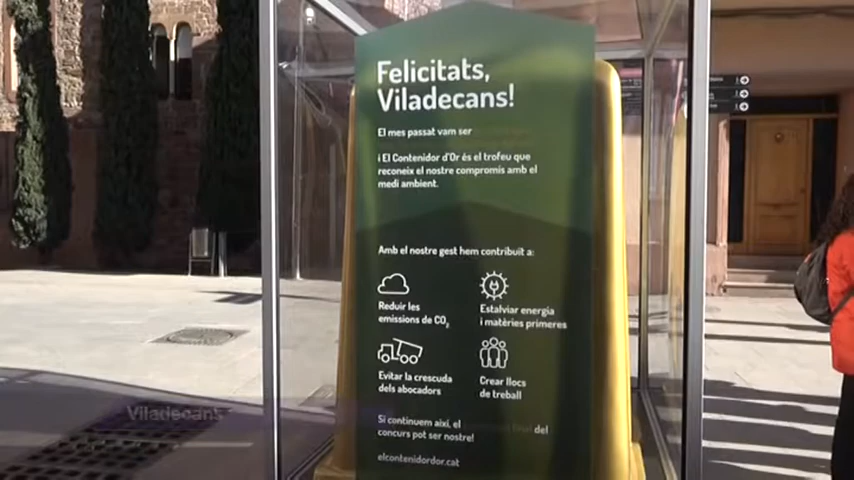 Felicitats,
Viladecans!
El mes passat vam ser
i El Contenidor d'Or és el trofeu que
reconeix el nostre compromís amb el
medi ambient.
Amb el nostre gest hem contribuït a:
Reduir les
emissions de CO₂
Estalviar energia
i matèries primeres
Evitar la crescuda
dels abocadors
Crear llocs
de treball
Si continuem així, el del
concurs pot ser nostre!
elcontenidordor.cat
Viladecans